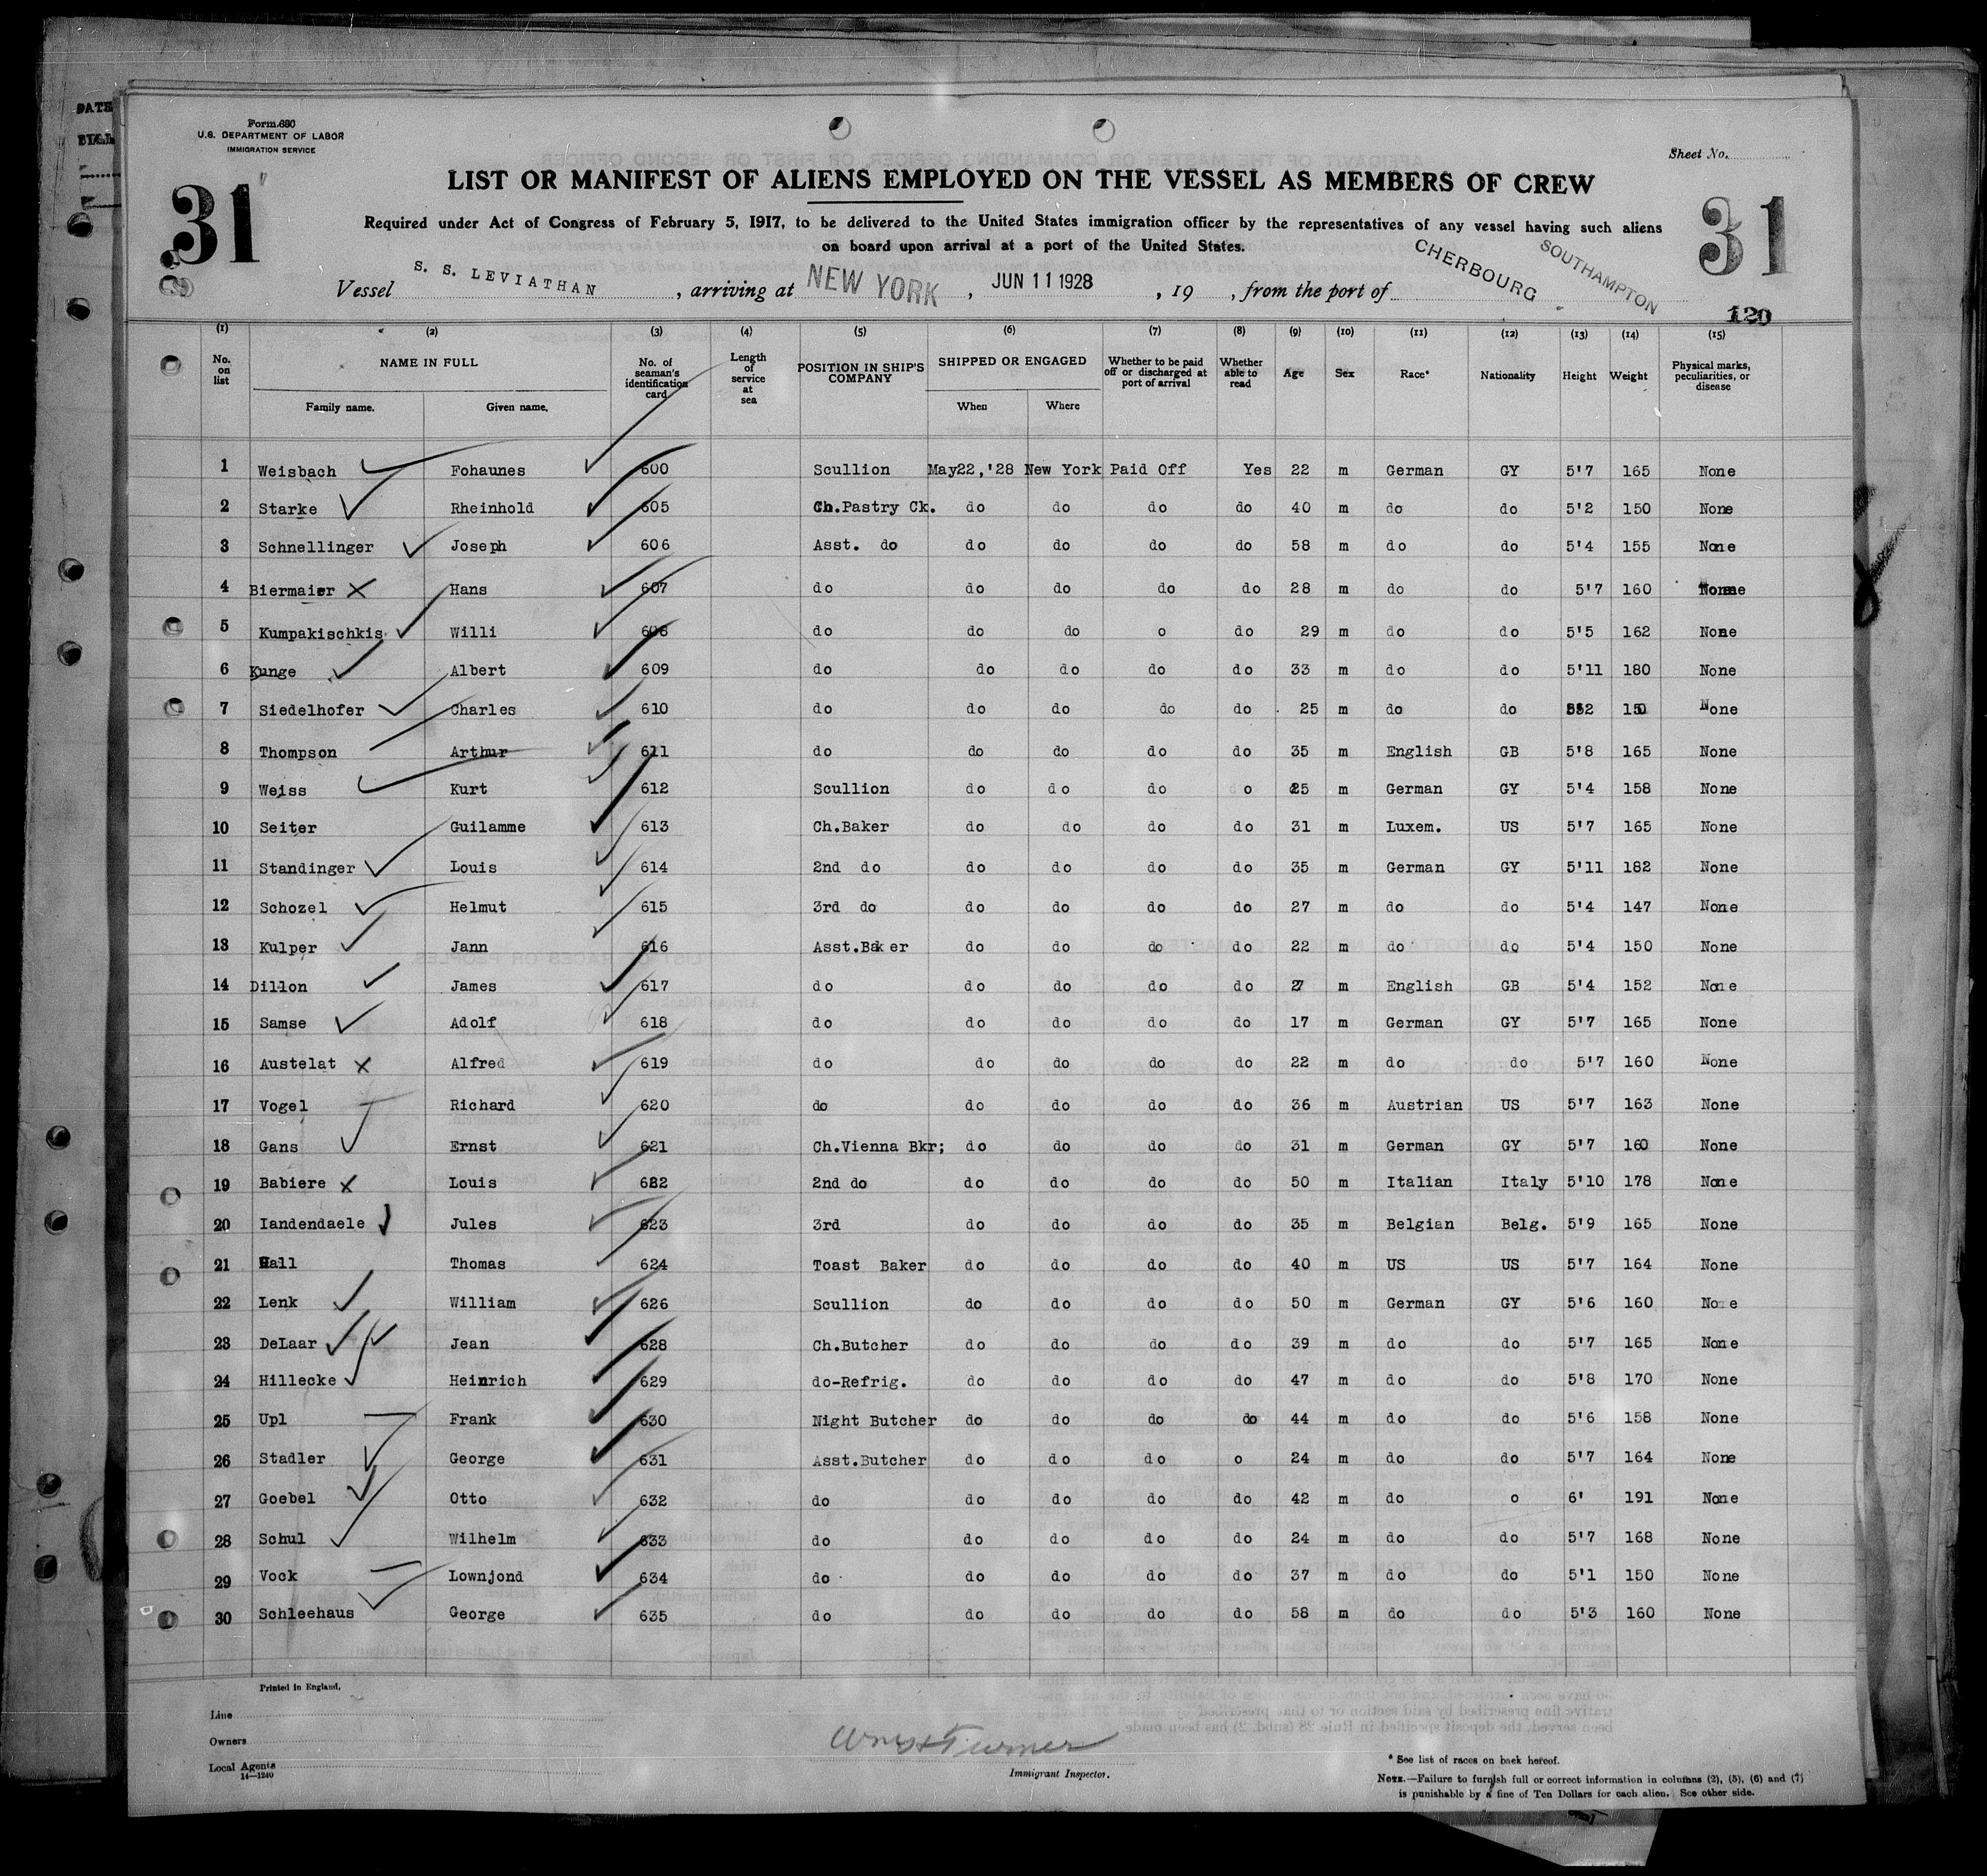 DATE
Form 680
U.S. DEPARTMENT OF LABOR
IMMIGRATION SERVICE
Sheet No.
31
31
LIST OR MANIFEST OF ALIENS EMPLOYED ON THE VESSEL AS MEMBERS OF CREW
Required under Act of Congress of February 5, 1917, to be delivered to the United States immigration officer by the representatives of any vessel having such aliens
on board upon arrival at a port of the United States.
Vessel S. S. LEVIATHAN, arriving at NEW YORK, JUN 11 1928, 19 , from the port of CHERBOURG SOUTHAMPTON
120
(1) (2) (3) (4) (5) (6) (7) (8) (9) (10) (11) (12) (13) (14) (15)
No. on list NAME IN FULL Family name. Given name. No. of seaman's identification card Length of service at sea POSITION IN SHIP'S COMPANY SHIPPED OR ENGAGED When Where Whether to be paid off or discharged at port of arrival Whether able to read Age Sex Race* Nationality Height Weight Physical marks, peculiarities, or disease
1 Weisbach Fohaunes 600 Scullion May22,'28 New York Paid Off Yes 22 m German GY 5'7 165 None
2 Starke Rheinhold 605 Ch.Pastry Ck. do do do do 40 m do do 5'2 150 None
3 Schnellinger Joseph 606 Asst. do do do do do 58 m do do 5'4 155 None
4 Biermaier Hans 607 do do do do do 28 m do do 5'7 160 None
5 Kumpakischkis Willi 608 do do do o do 29 m do do 5'5 162 None
6 Kunge Albert 609 do do do do do 33 m do do 5'11 180 None
7 Siedelhofer Charles 610 do do do do do 25 m do do 5'2 150 None
8 Thompson Arthur 611 do do do do do 35 m English GB 5'8 165 None
9 Weiss Kurt 612 Scullion do do do o 25 m German GY 5'4 158 None
10 Seiter Guilamme 613 Ch.Baker do do do do 31 m Luxem. US 5'7 165 None
11 Standinger Louis 614 2nd do do do do do 35 m German GY 5'11 182 None
12 Schozel Helmut 615 3rd do do do do do 27 m do do 5'4 147 None
13 Kulper Jann 616 Asst.Baker do do do do 22 m do do 5'4 150 None
14 Dillon James 617 do do do do do 27 m English GB 5'4 152 None
15 Samse Adolf 618 do do do do do 17 m German GY 5'7 165 None
16 Austelat Alfred 619 do do do do do 22 m do do 5'7 160 None
17 Vogel Richard 620 do do do do do 36 m Austrian US 5'7 163 None
18 Gans Ernst 621 Ch.Vienna Bkr; do do do do 31 m German GY 5'7 160 None
19 Babiere Louis 622 2nd do do do do do 50 m Italian Italy 5'10 178 None
20 Iandendaele Jules 623 3rd do do do do 35 m Belgian Belg. 5'9 165 None
21 Hall Thomas 624 Toast Baker do do do do 40 m US US 5'7 164 None
22 Lenk William 626 Scullion do do do do 50 m German GY 5'6 160 None
23 DeLaar Jean 628 Ch.Butcher do do do do 39 m do do 5'7 165 None
24 Hillecke Heinrich 629 do-Refrig. do do do do 47 m do do 5'8 170 None
25 Upl Frank 630 Night Butcher do do do do 44 m do do 5'6 158 None
26 Stadler George 631 Asst.Butcher do do do o 24 m do do 5'7 164 None
27 Goebel Otto 632 do do do do do 42 m do o 6' 191 None
28 Schul Wilhelm 633 do do do do do 24 m do do 5'7 168 None
29 Vock Lownjond 634 do do do do do 37 m do do 5'1 150 None
30 Schleehaus George 635 do do do do do 58 m do do 5'3 160 None
Printed in England.
Line
Owners
Local Agents
14—1240
Immigrant Inspector.
* See list of races on back hereof.
NOTE.—Failure to furnish full or correct information in columns (2), (5), (6) and (7)
is punishable by a fine of Ten Dollars for each alien. See other side.